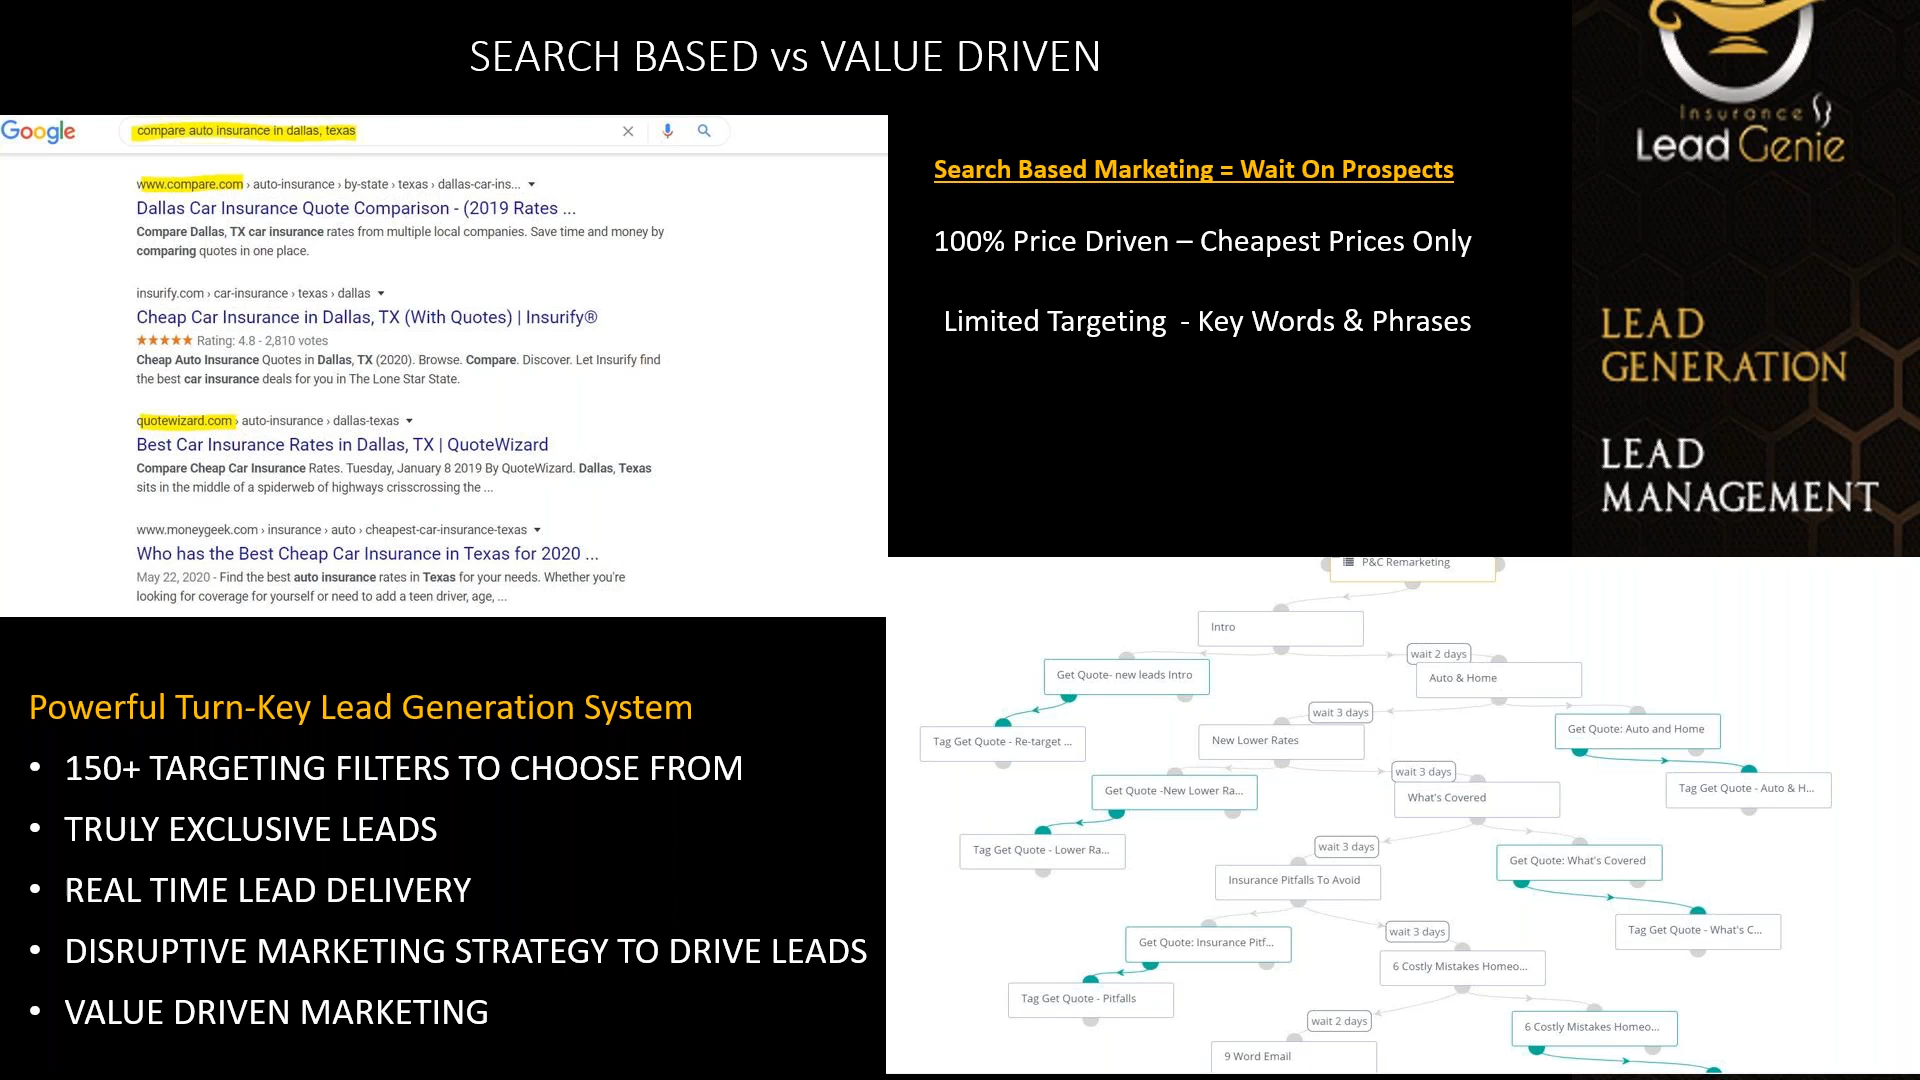 SEARCH BASED vs VALUE DRIVEN
Google
compare auto insurance in dallas, texas
www.compare.com › auto-insurance › by-state › texas › dallas-car-ins...
Dallas Car Insurance Quote Comparison - (2019 Rates ...
Compare Dallas, TX car insurance rates from multiple local companies. Save time and money by
comparing quotes in one place.
insurify.com › car-insurance › texas › dallas
Cheap Car Insurance in Dallas, TX (With Quotes) | Insurify®
Rating: 4.8 - 2,810 votes
Cheap Auto Insurance Quotes in Dallas, TX (2020). Browse. Compare. Discover. Let Insurify find
the best car insurance deals for you in The Lone Star State.
quotewizard.com › auto-insurance › dallas-texas
Best Car Insurance Rates in Dallas, TX | QuoteWizard
Compare Cheap Car Insurance Rates. Tuesday, January 8 2019 By QuoteWizard. Dallas, Texas
sits in the middle of a spiderweb of highways crisscrossing the ...
www.moneygeek.com › insurance › auto › cheapest-car-insurance-texas
Who has the Best Cheap Car Insurance in Texas for 2020 ...
May 22, 2020 - Find the best auto insurance rates in Texas for your needs. Whether you're
looking for coverage for yourself or need to add a teen driver, age, ...
Search Based Marketing = Wait On Prospects
100% Price Driven – Cheapest Prices Only
Limited Targeting - Key Words & Phrases
Insurance
Lead Genie
LEAD
GENERATION
LEAD
MANAGEMENT
Powerful Turn-Key Lead Generation System
• 150+ TARGETING FILTERS TO CHOOSE FROM
• TRULY EXCLUSIVE LEADS
• REAL TIME LEAD DELIVERY
• DISRUPTIVE MARKETING STRATEGY TO DRIVE LEADS
• VALUE DRIVEN MARKETING
P&C Remarketing
Intro
wait 2 days
Get Quote- new leads Intro
Auto & Home
wait 3 days
Get Quote: Auto and Home
Tag Get Quote - Re-target ...
New Lower Rates
wait 3 days
Get Quote -New Lower Ra...
What's Covered
Tag Get Quote - Auto & H...
wait 3 days
Tag Get Quote - Lower Ra...
Get Quote: What's Covered
Insurance Pitfalls To Avoid
wait 3 days
Tag Get Quote - What's C...
Get Quote: Insurance Pitf...
6 Costly Mistakes Homeo...
Tag Get Quote - Pitfalls
wait 2 days
6 Costly Mistakes Homeo...
9 Word Email